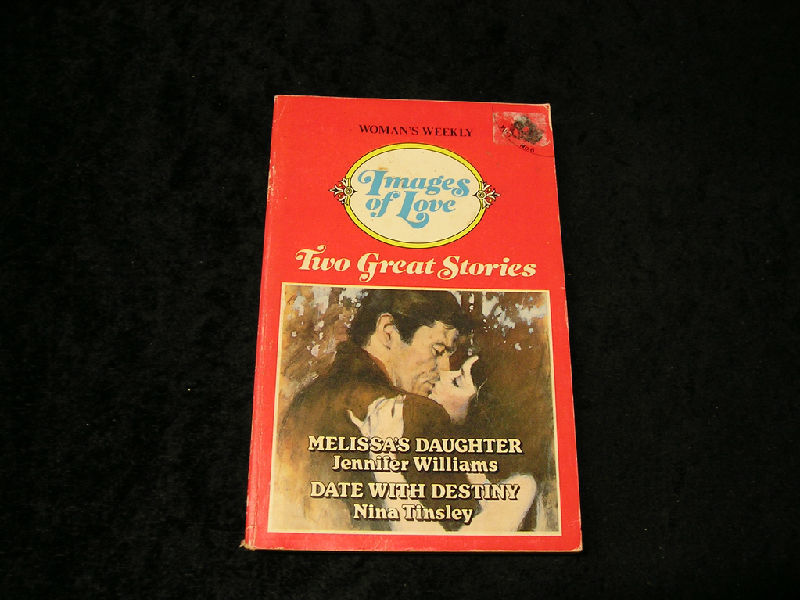 WOMAN'S WEEKLY
Images
of Love
Two Great Stories
MELISSA'S DAUGHTER
Jennifer Williams
DATE WITH DESTINY
Nina Tinsley